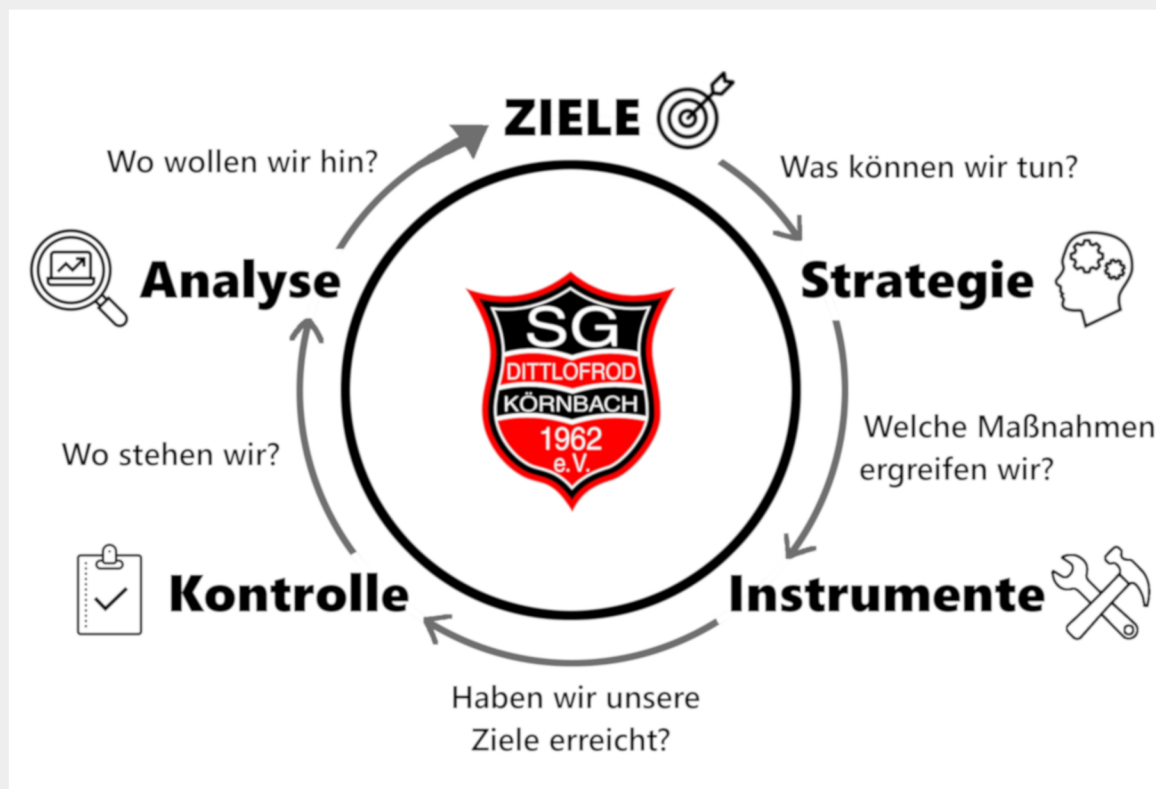 ZIELE
Wo wollen wir hin?
Was können wir tun?
Analyse
Strategie
SG
DITTLOFROD
KÖRNBACH
1962
e.V.
Welche Maßnahmen
ergreifen wir?
Wo stehen wir?
Kontrolle
Instrumente
Haben wir unsere
Ziele erreicht?